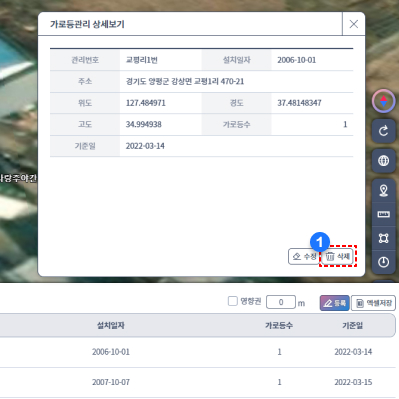 가로등관리 상세보기
관리번호 교평리1번 설치일자 2006-10-01
주소 경기도 양평군 강상면 교평1리 470-21
위도 127.484971 경도 37.48148347
고도 34.994938 가로등수 1
기준일 2022-03-14
1
수정 삭제
영향권 0 m 등록 엑셀저장
설치일자 가로등수 기준일
2006-10-01 1 2022-03-14
2007-10-07 1 2022-03-15